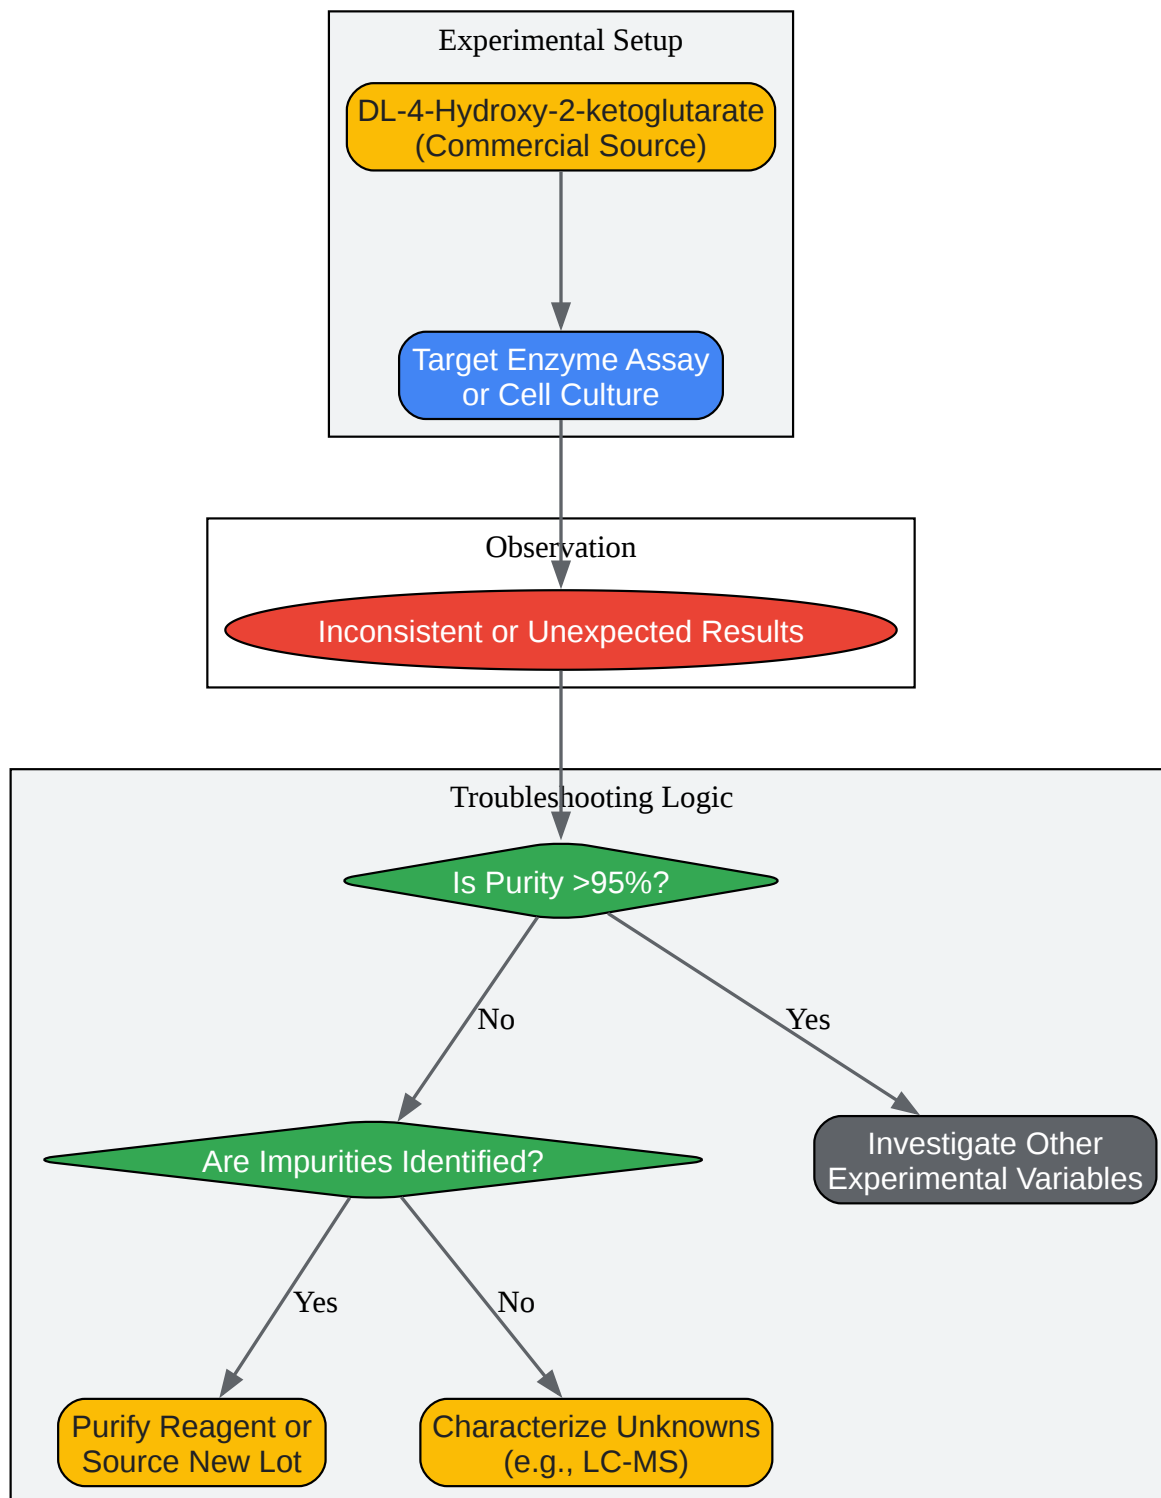 Experimental Setup
DL-4-Hydroxy-2-ketoglutarate
(Commercial Source)
Target Enzyme Assay
or Cell Culture
Observation
Inconsistent or Unexpected Results
Troubleshooting Logic
Is Purity >95%?
No
Yes
Are Impurities Identified?
Investigate Other
Experimental Variables
Yes
No
Purify Reagent or
Source New Lot
Characterize Unknowns
(e.g., LC-MS)